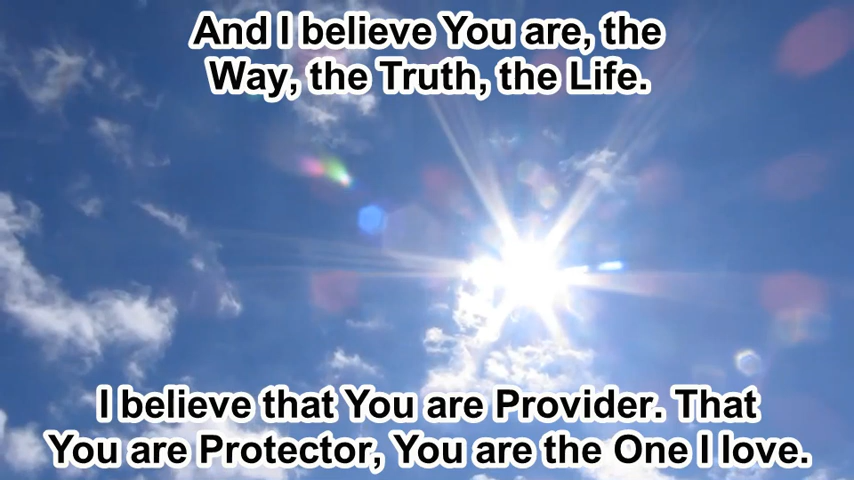 And I believe You are, the
Way, the Truth, the Life.
I believe that You are Provider. That
You are Protector, You are the One I love.